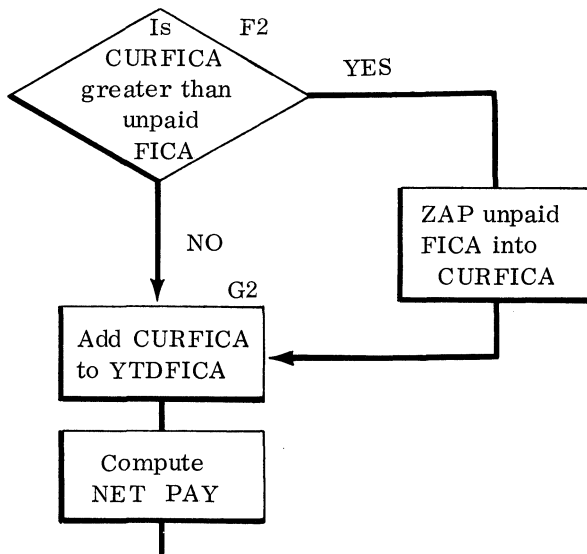 Is
F2
CURFICA
greater than
unpaid
FICA
YES
ZAP unpaid
FICA into
CURFICA
NO
G2
Add CURFICA
to YTDFICA
Compute
NET PAY